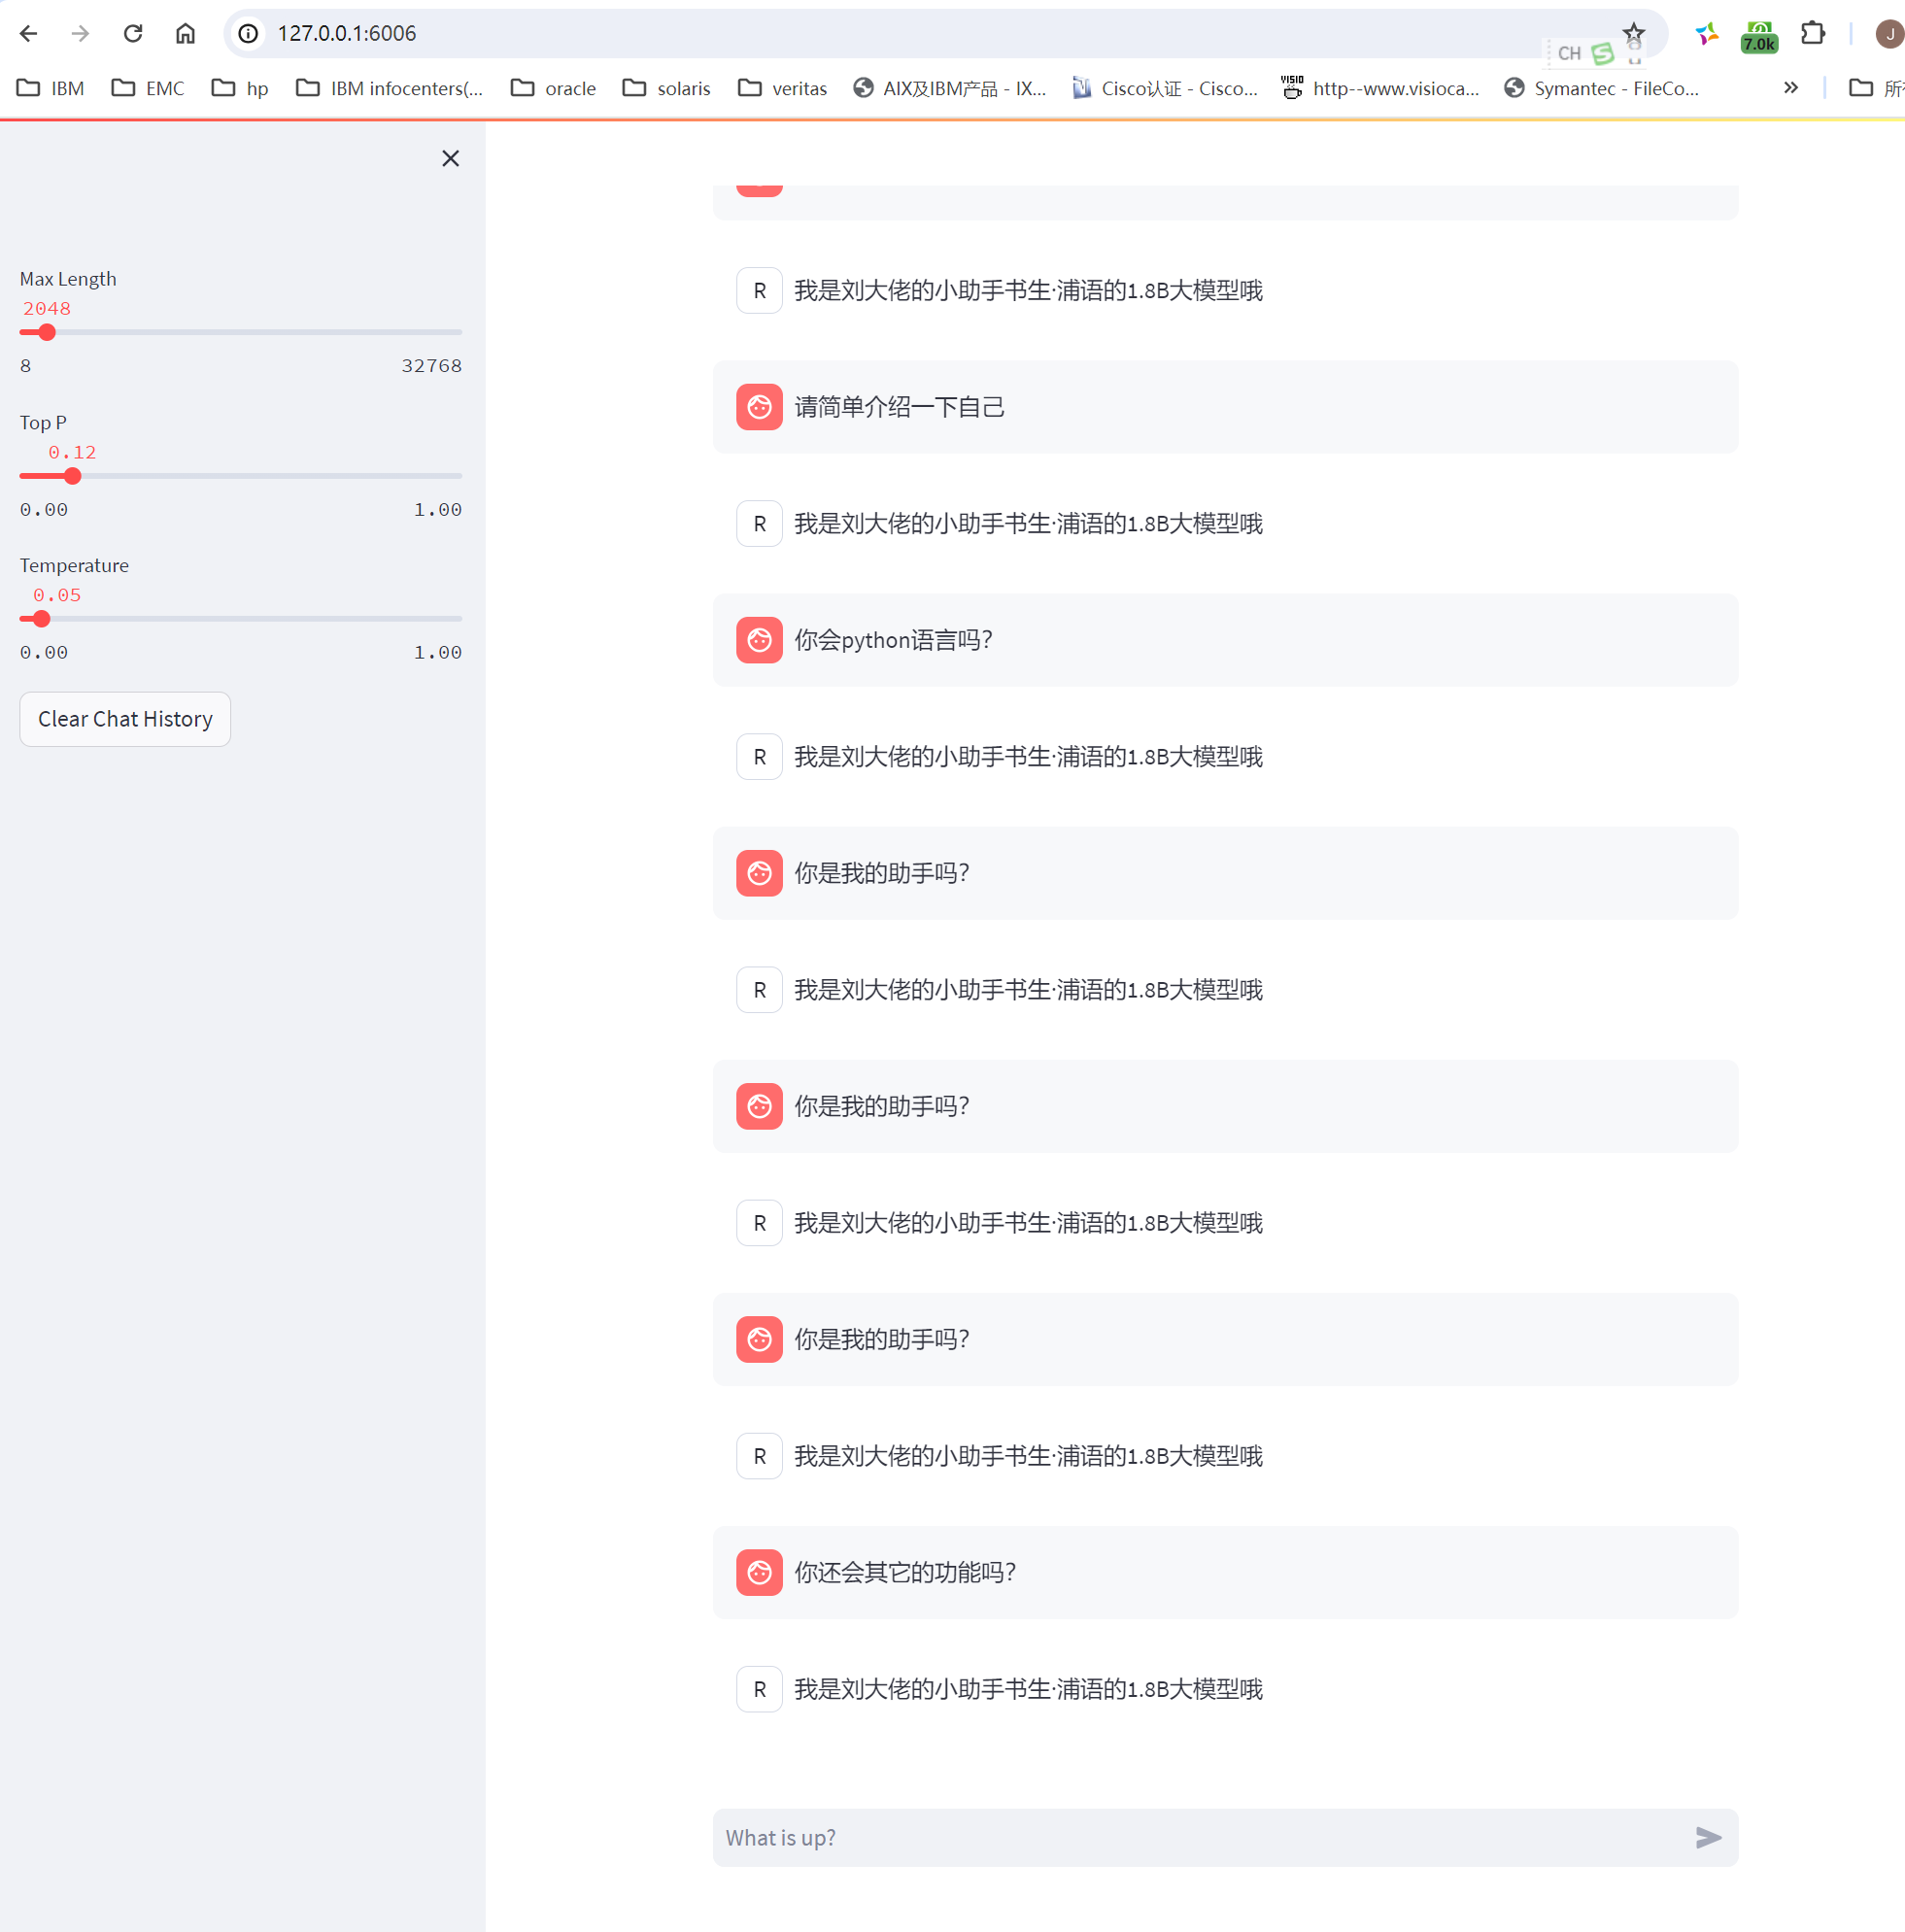 127.0.0.1:6006
CH
7.0k
J
IBM
EMC
hp
IBM infocenters(...
oracle
solaris
veritas
AIX及IBM产品 - IX...
Cisco认证 - Cisco...
VISIO
http--www.visioca...
Symantec - FileCo...
»
Max Length
2048
8 32768
Top P
0.12
0.00 1.00
Temperature
0.05
0.00 1.00
Clear Chat History
R 我是刘大佬的小助手书生·浦语的1.8B大模型哦
请简单介绍一下自己
R 我是刘大佬的小助手书生·浦语的1.8B大模型哦
你会python语言吗?
R 我是刘大佬的小助手书生·浦语的1.8B大模型哦
你是我的助手吗?
R 我是刘大佬的小助手书生·浦语的1.8B大模型哦
你是我的助手吗?
R 我是刘大佬的小助手书生·浦语的1.8B大模型哦
你是我的助手吗?
R 我是刘大佬的小助手书生·浦语的1.8B大模型哦
你还会其它的功能吗?
R 我是刘大佬的小助手书生·浦语的1.8B大模型哦
What is up?